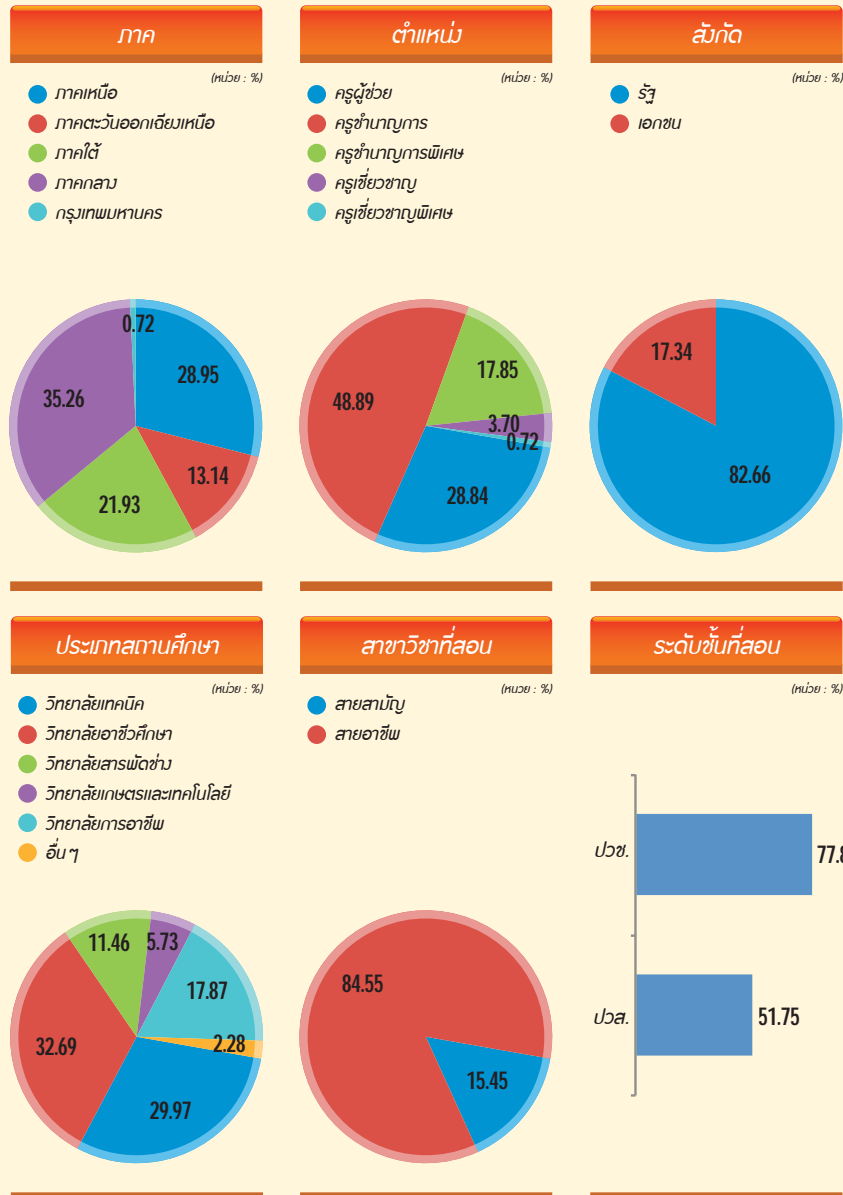 ภาค
(หน่วย : %)
ภาคเหนือ
ภาคตะวันออกเฉียงเหนือ
ภาคใต้
ภาคกลาง
กรุงเทพมหานคร
0.72
28.95
35.26
13.14
21.93
ตำแหน่ง
(หน่วย : %)
ครูผู้ช่วย
ครูชำนาญการ
ครูชำนาญการพิเศษ
ครูเชี่ยวชาญ
ครูเชี่ยวชาญพิเศษ
17.85
48.89
3.70
0.72
28.84
สังกัด
(หน่วย : %)
รัฐ
เอกชน
17.34
82.66
ประเภทสถานศึกษา
(หน่วย : %)
วิทยาลัยเทคนิค
วิทยาลัยอาชีวศึกษา
วิทยาลัยสารพัดช่าง
วิทยาลัยเกษตรและเทคโนโลยี
วิทยาลัยการอาชีพ
อื่น ๆ
11.46
5.73
17.87
32.69
2.28
29.97
สาขาวิชาที่สอน
(หน่วย : %)
สายสามัญ
สายอาชีพ
84.55
15.45
ระดับชั้นที่สอน
(หน่วย : %)
ปวช.
ปวส.
51.75